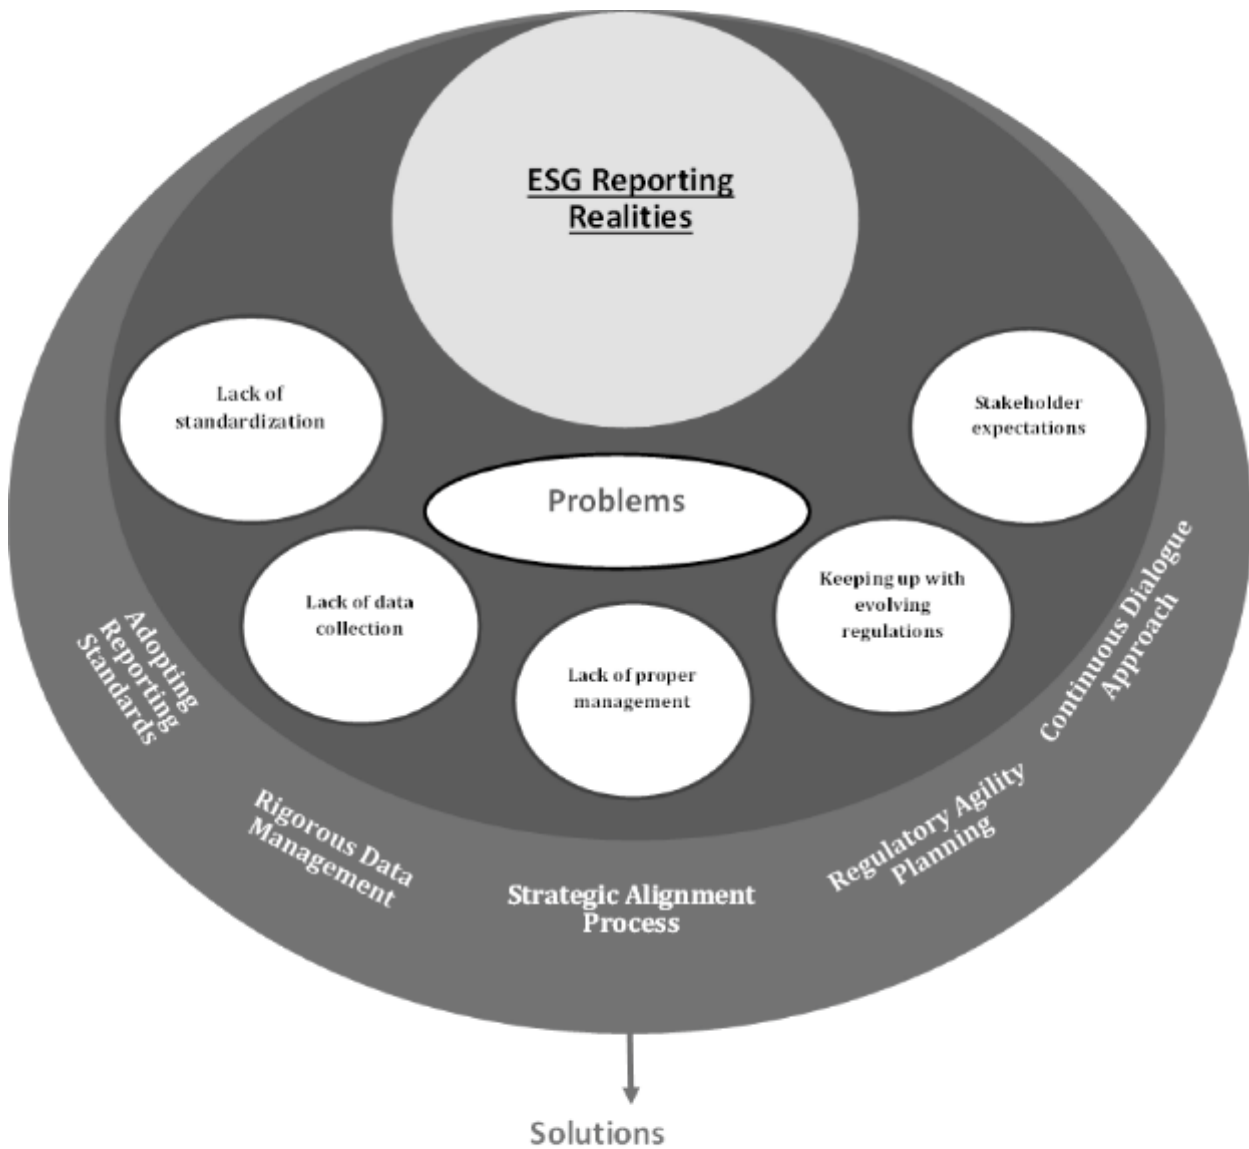 ESG Reporting
Realities
Lack of
standardization
Stakeholder
expectations
Problems
Lack of data
collection
Keeping up with
evolving
regulations
Lack of proper
management
Adopting
Reporting
Standards
Rigorous Data
Management
Strategic Alignment
Process
Regulatory Agility
Planning
Continuous Dialogue
Approach
Solutions